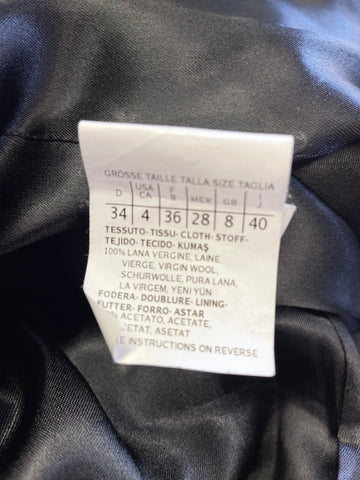 GRÖSSE TAILLE TALLA SIZE TAGLIA
D USA CA F B MEX GB I J
34 4 36 28 8 40
TESSUTO-TISSU-CLOTH-STOFF-
TEJIDO-TECIDO-KUMAŞ
100% LANA VERGINE, LAINE
VIERGE, VIRGIN WOOL,
SCHURWOLLE, PURA LANA,
LA VIRGEM, YENİ YÜN
FODERA-DOUBLURE-LINING-
FUTTER-FORRO-ASTAR
ACETATO, ACETATE,
ACETAT, ASETAT
INSTRUCTIONS ON REVERSE